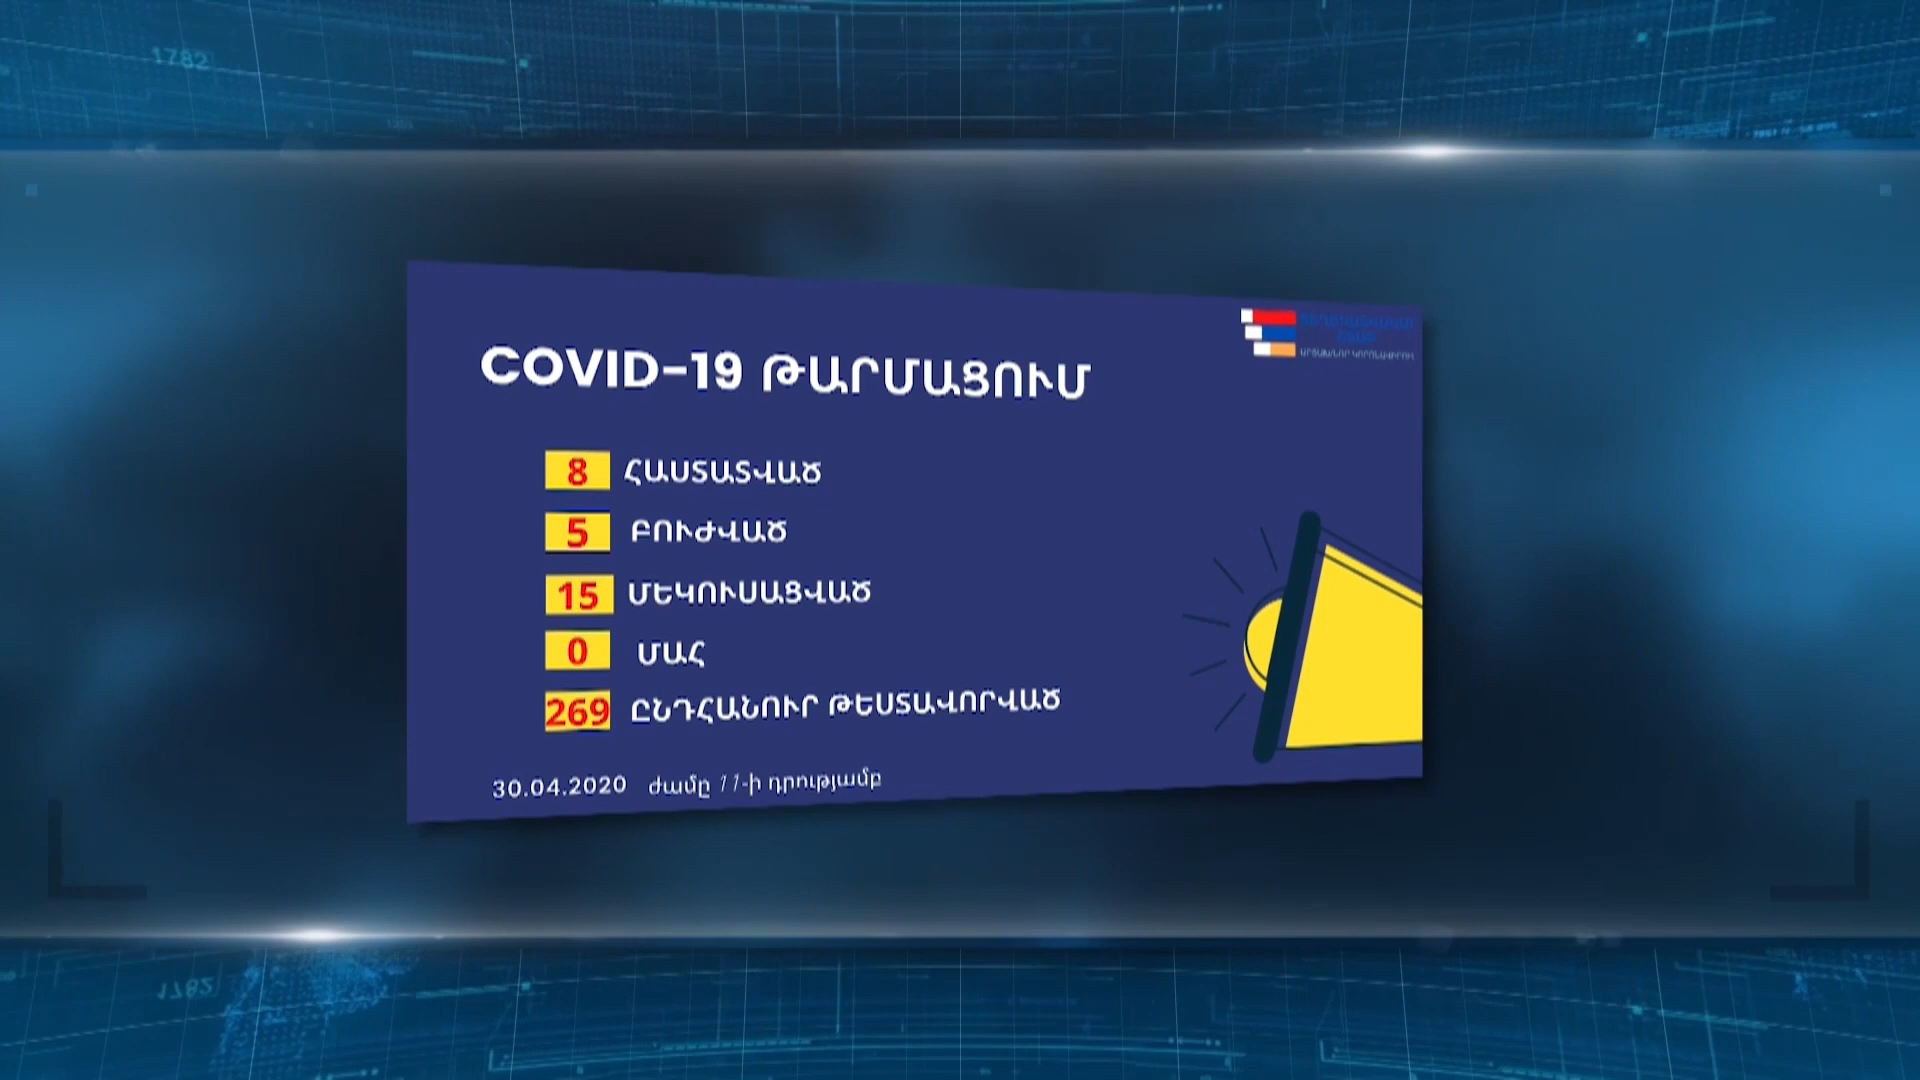 1782
COVID-19 ԹԱՐՄԱՑՈՒՄ
8 ՀԱՍՏԱՏՎԱԾ
5 ԲՈՒԺՎԱԾ
15 ՄԵԿՈՒՍԱՑՎԱԾ
0 ՄԱՀ
269 ԸՆԴՀԱՆՈՒՐ ԹԵՍՏԱՎՈՐՎԱԾ
30.04.2020 ժամը 11-ի դրությամբ